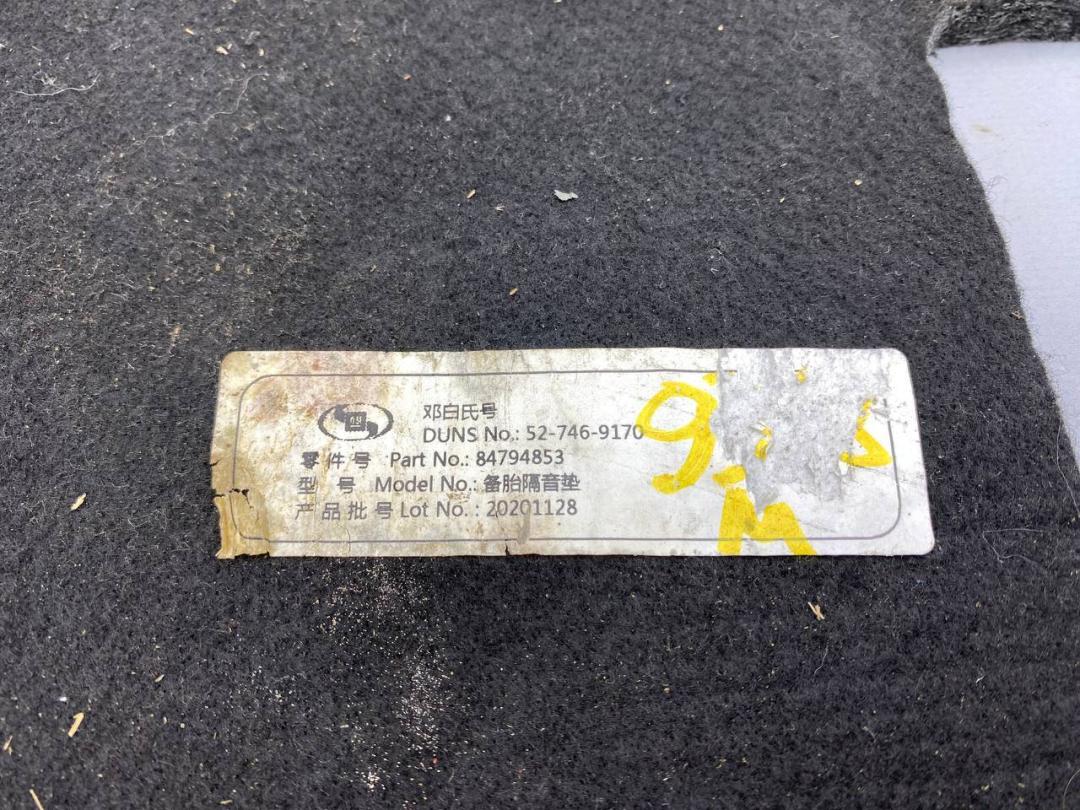 邓白氏号
DUNS No.: 52-746-9170
零件号 Part No.: 84794853
型号 Model No.: 备胎隔音垫
产品批号 Lot No.: 20201128